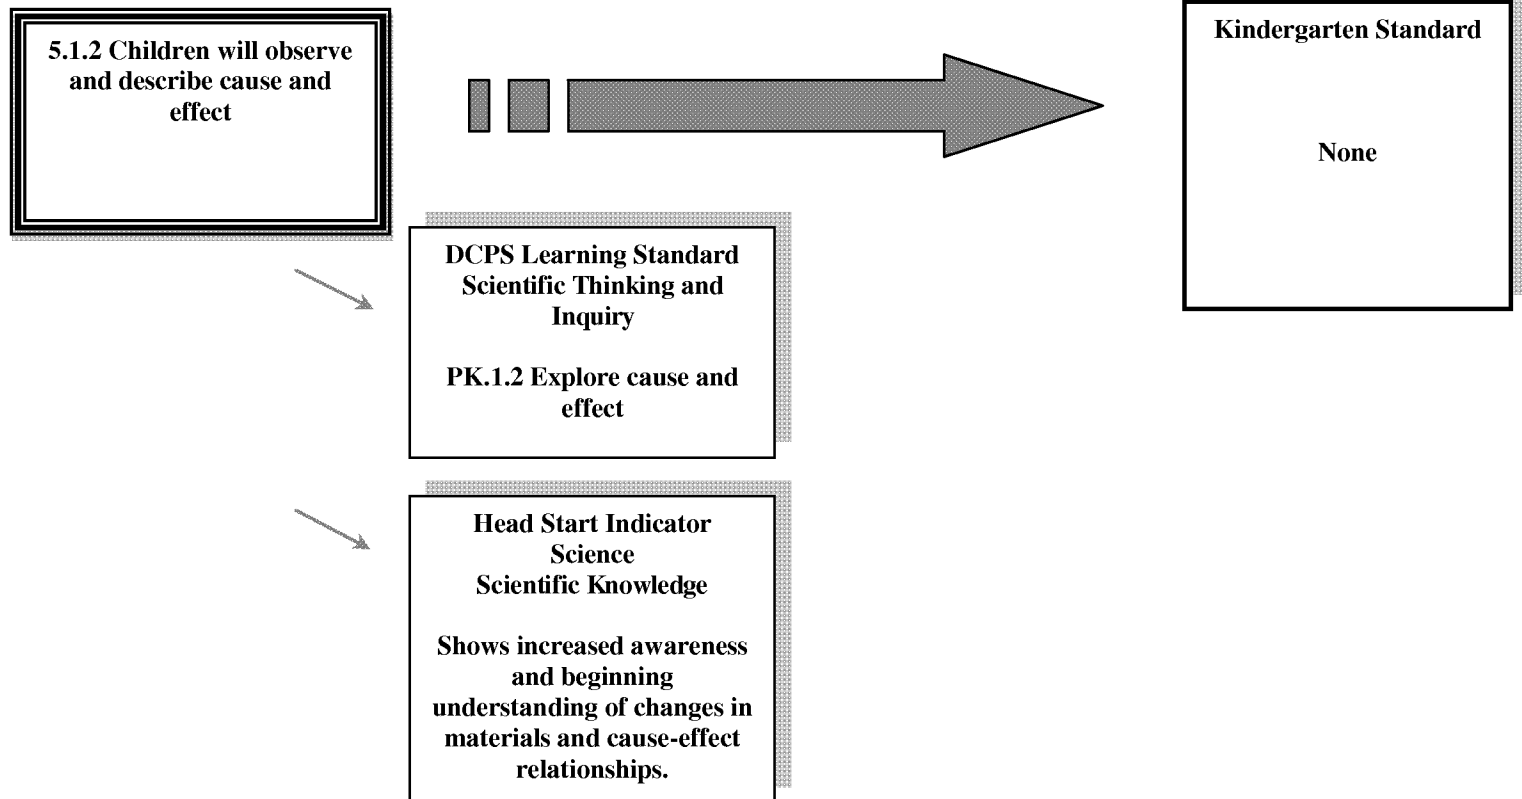 5.1.2 Children will observe
and describe cause and
effect
Kindergarten Standard
None
DCPS Learning Standard
Scientific Thinking and
Inquiry
PK.1.2 Explore cause and
effect
Head Start Indicator
Science
Scientific Knowledge
Shows increased awareness
and beginning
understanding of changes in
materials and cause-effect
relationships.